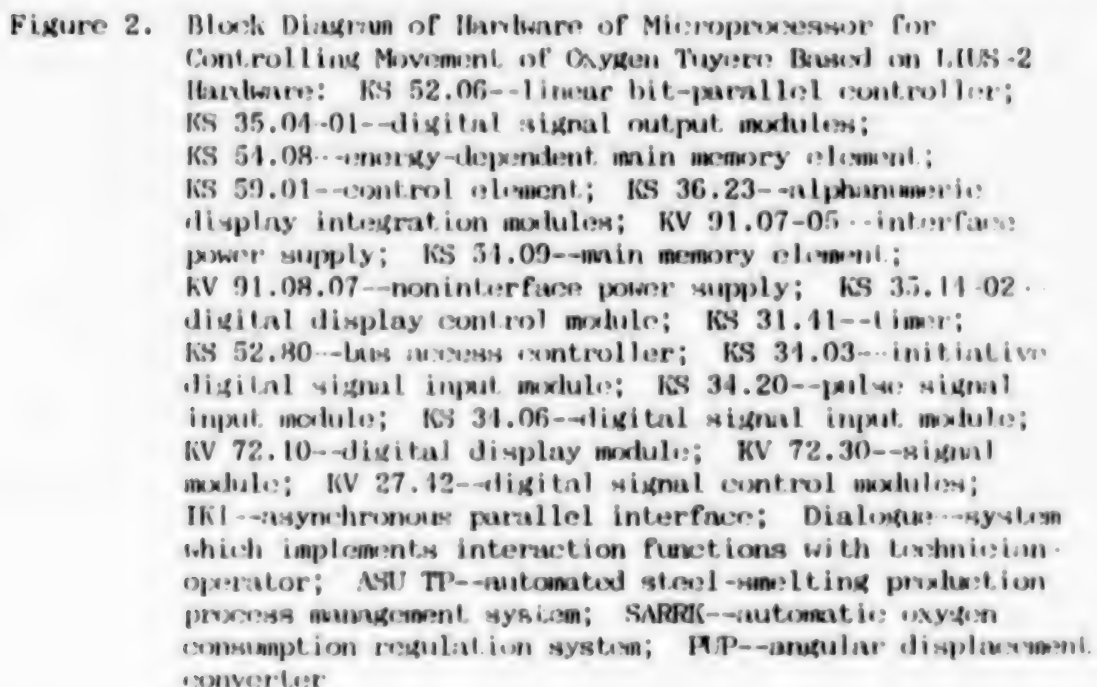 Figure 2. Block Diagram of Hardware of Microprocessor for
Controlling Movement of Oxygen Tuyere Based on LIUS-2
Hardware: KS 52.06--linear bit-parallel controller;
KS 35.04-01--digital signal output modules;
KS 54.08--energy-dependent main memory element;
KS 59.01--control element; KS 36.23--alphanumeric
display integration modules; KV 91.07-05--interface
power supply; KS 54.09--main memory element;
KV 91.08.07--noninterface power supply; KS 35.14-02--
digital display control module; KS 31.41--timer;
KS 52.80--bus access controller; KS 34.03--initiative
digital signal input module; KS 34.20--pulse signal
input module; KS 34.06--digital signal input module;
KV 72.10--digital display module; KV 72.30--signal
module; KV 27.42--digital signal control modules;
IKI--asynchronous parallel interface; Dialogue--system
which implements interaction functions with technician-
operator; ASU TP--automated steel-smelting production
process management system; SARRK--automatic oxygen
consumption regulation system; PUP--angular displacement
converter